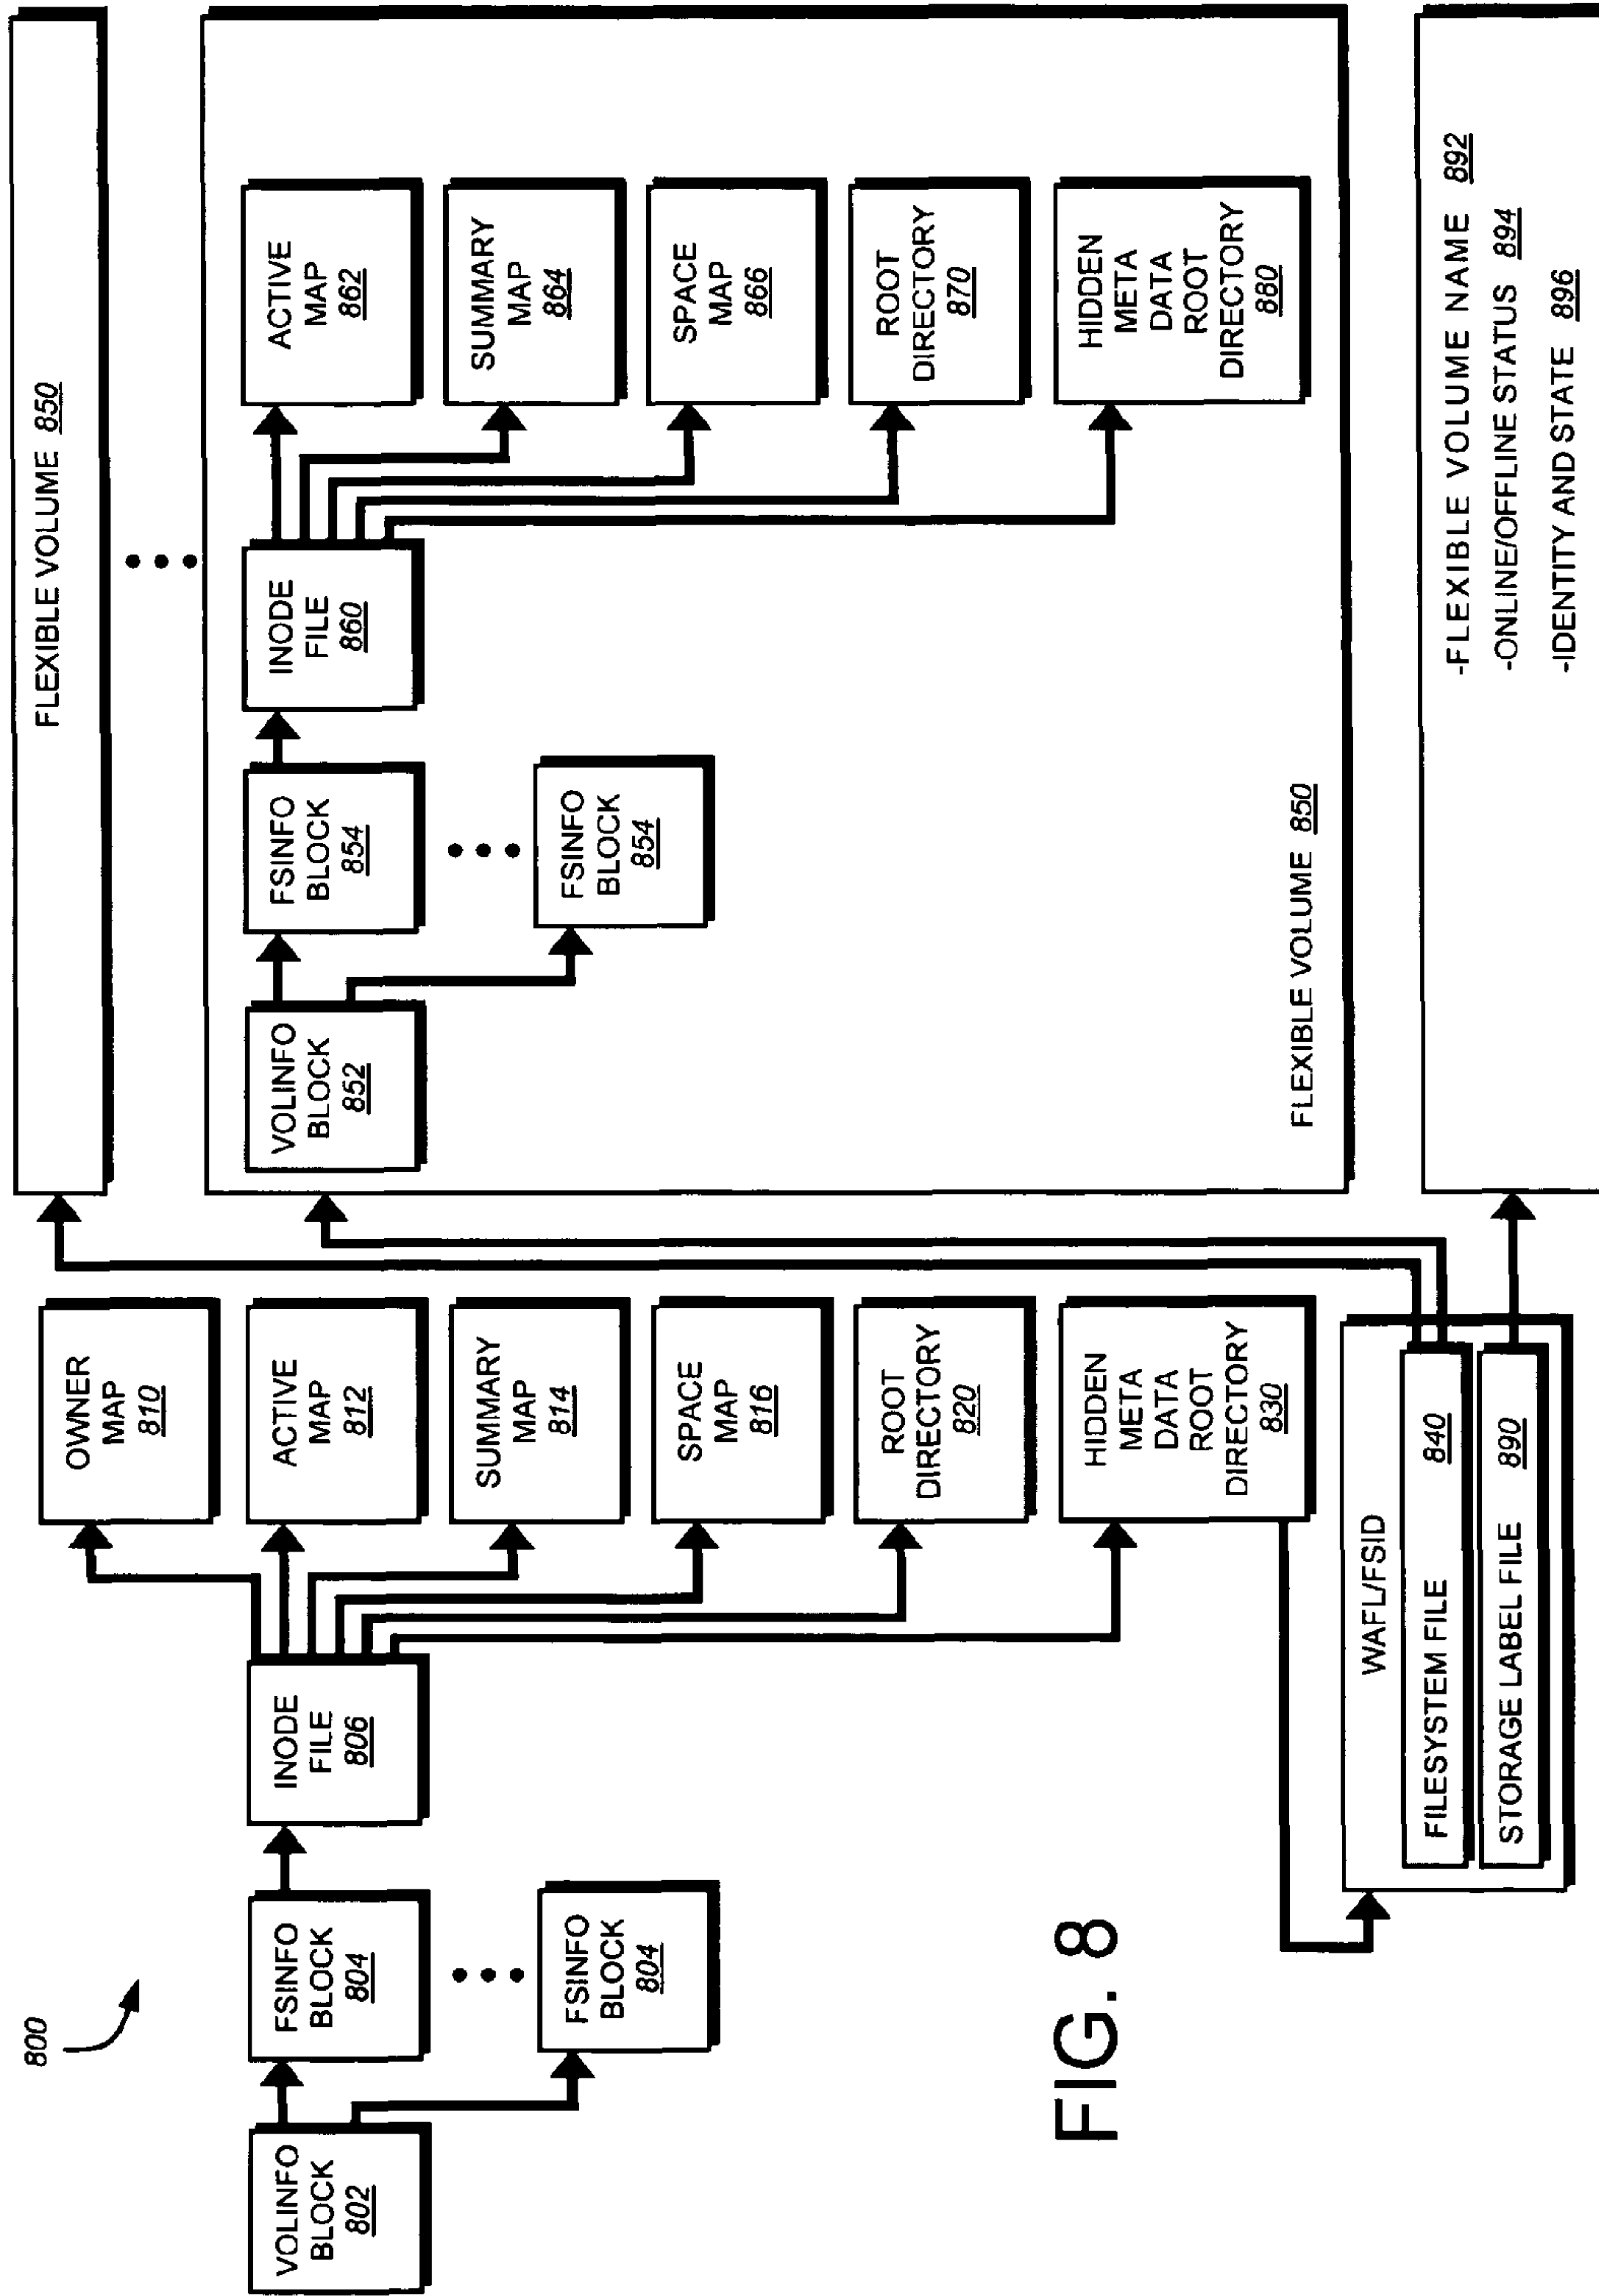 800
VOLINFO
BLOCK
802
FSINFO
BLOCK
804
FSINFO
BLOCK
804
INODE
FILE
806
OWNER
MAP
810
ACTIVE
MAP
812
SUMMARY
MAP
814
SPACE
MAP
816
ROOT
DIRECTORY
820
HIDDEN
META
DATA
ROOT
DIRECTORY
830
WAFL/FSID
FILESYSTEM FILE 840
STORAGE LABEL FILE 890
FLEXIBLE VOLUME 850
VOLINFO
BLOCK
852
FSINFO
BLOCK
854
FSINFO
BLOCK
854
INODE
FILE
860
ACTIVE
MAP
862
SUMMARY
MAP
864
SPACE
MAP
866
ROOT
DIRECTORY
870
HIDDEN
META
DATA
ROOT
DIRECTORY
880
FLEXIBLE VOLUME 850
-FLEXIBLE VOLUME NAME 892
-ONLINE/OFFLINE STATUS 894
-IDENTITY AND STATE 896
FIG. 8